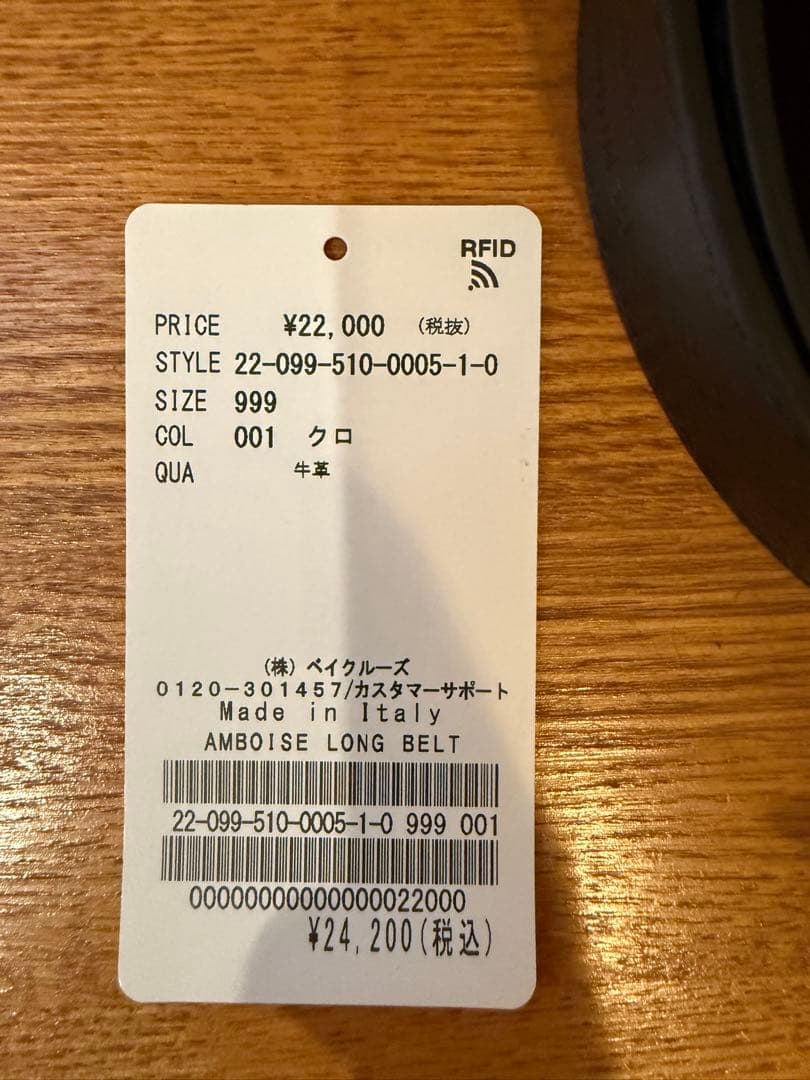 RFID
PRICE ¥22,000 (税抜)
STYLE 22-099-510-0005-1-0
SIZE 999
COL 001 クロ
QUA 牛革
(株)ベイクルーズ
0120-301457/カスタマーサポート
Made in Italy
AMBOISE LONG BELT
22-099-510-0005-1-0 999 001
00000000000000022000
¥24,200(税込)